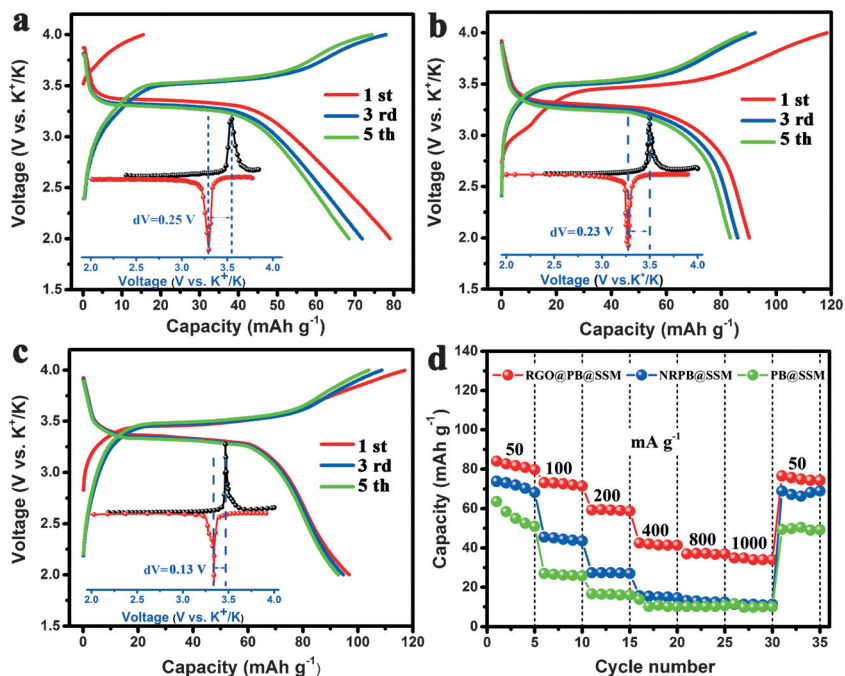 a
Voltage (V vs. K⁺/K)
4.0
3.5
3.0
2.5
2.0
1.5
1 st
3 rd
5 th
dV=0.25 V
2.0 2.5 3.0 3.5 4.0
Voltage (V vs. K⁺/K)
0 10 20 30 40 50 60 70 80
Capacity (mAh g⁻¹)
b
Voltage (V vs. K⁺/K)
4.0
3.5
3.0
2.5
2.0
1.5
1 st
3 rd
5 th
dV=0.23 V
2.0 2.5 3.0 3.5 4.0
Voltage (V vs.K⁺/K)
0 20 40 60 80 100 120
Capacity (mAh g⁻¹)
c
Voltage (V vs. K⁺/K)
4.0
3.5
3.0
2.5
2.0
1.5
1 st
3 rd
5 th
dV=0.13 V
2.0 2.5 3.0 3.5 4.0
Voltage (V vs. K⁺/K)
0 20 40 60 80 100 120
Capacity (mAh g⁻¹)
d
Capacity (mAh g⁻¹)
140
120
100
80
60
40
20
0
RGO@PB@SSM NRPB@SSM PB@SSM
mA g⁻¹
50 100 200 400 800 1000 50
0 5 10 15 20 25 30 35
Cycle number